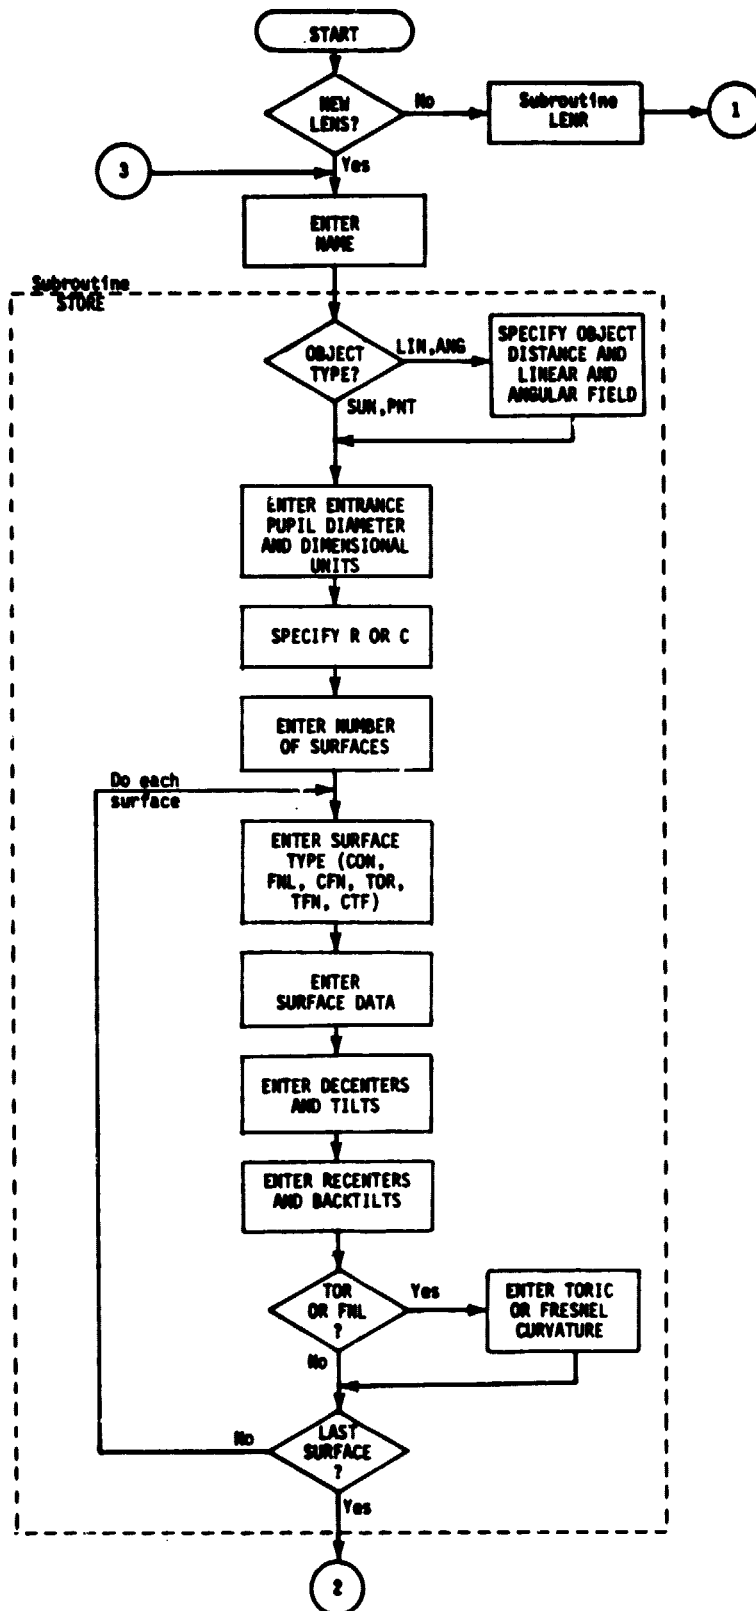 START
NEW
LENS?
No
Subroutine
LENR
1
3
Yes
ENTER
NAME
Subroutine
STORE
OBJECT
TYPE?
LIN,ANG
SPECIFY OBJECT
DISTANCE AND
LINEAR AND
ANGULAR FIELD
SUN,PNT
ENTER ENTRANCE
PUPIL DIAMETER
AND DIMENSIONAL
UNITS
SPECIFY R OR C
ENTER NUMBER
OF SURFACES
Do each
surface
ENTER SURFACE
TYPE (CON,
FNL, CFN, TOR,
TFN, CTF)
ENTER
SURFACE DATA
ENTER DECENTERS
AND TILTS
ENTER RECENTERS
AND BACKTILTS
TOR
OR FNL
?
Yes
ENTER TORIC
OR FRESNEL
CURVATURE
No
LAST
SURFACE
?
No
Yes
2